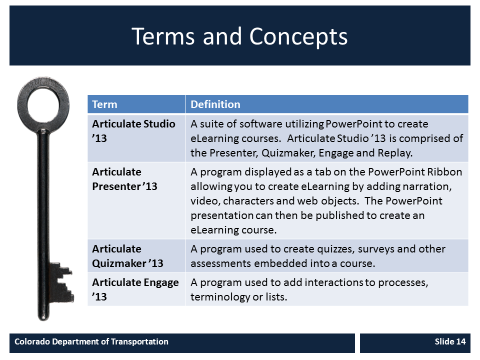 Terms and Concepts
Term Definition
Articulate Studio A suite of software utilizing PowerPoint to create
'13 eLearning courses. Articulate Studio '13 is comprised of
the Presenter, Quizmaker, Engage and Replay.
Articulate A program displayed as a tab on the PowerPoint Ribbon
Presenter '13 allowing you to create eLearning by adding narration,
video, characters and web objects. The PowerPoint
presentation can then be published to create an
eLearning course.
Articulate A program used to create quizzes, surveys and other
Quizmaker '13 assessments embedded into a course.
Articulate Engage A program used to add interactions to processes,
'13 terminology or lists.
Colorado Department of Transportation Slide 14